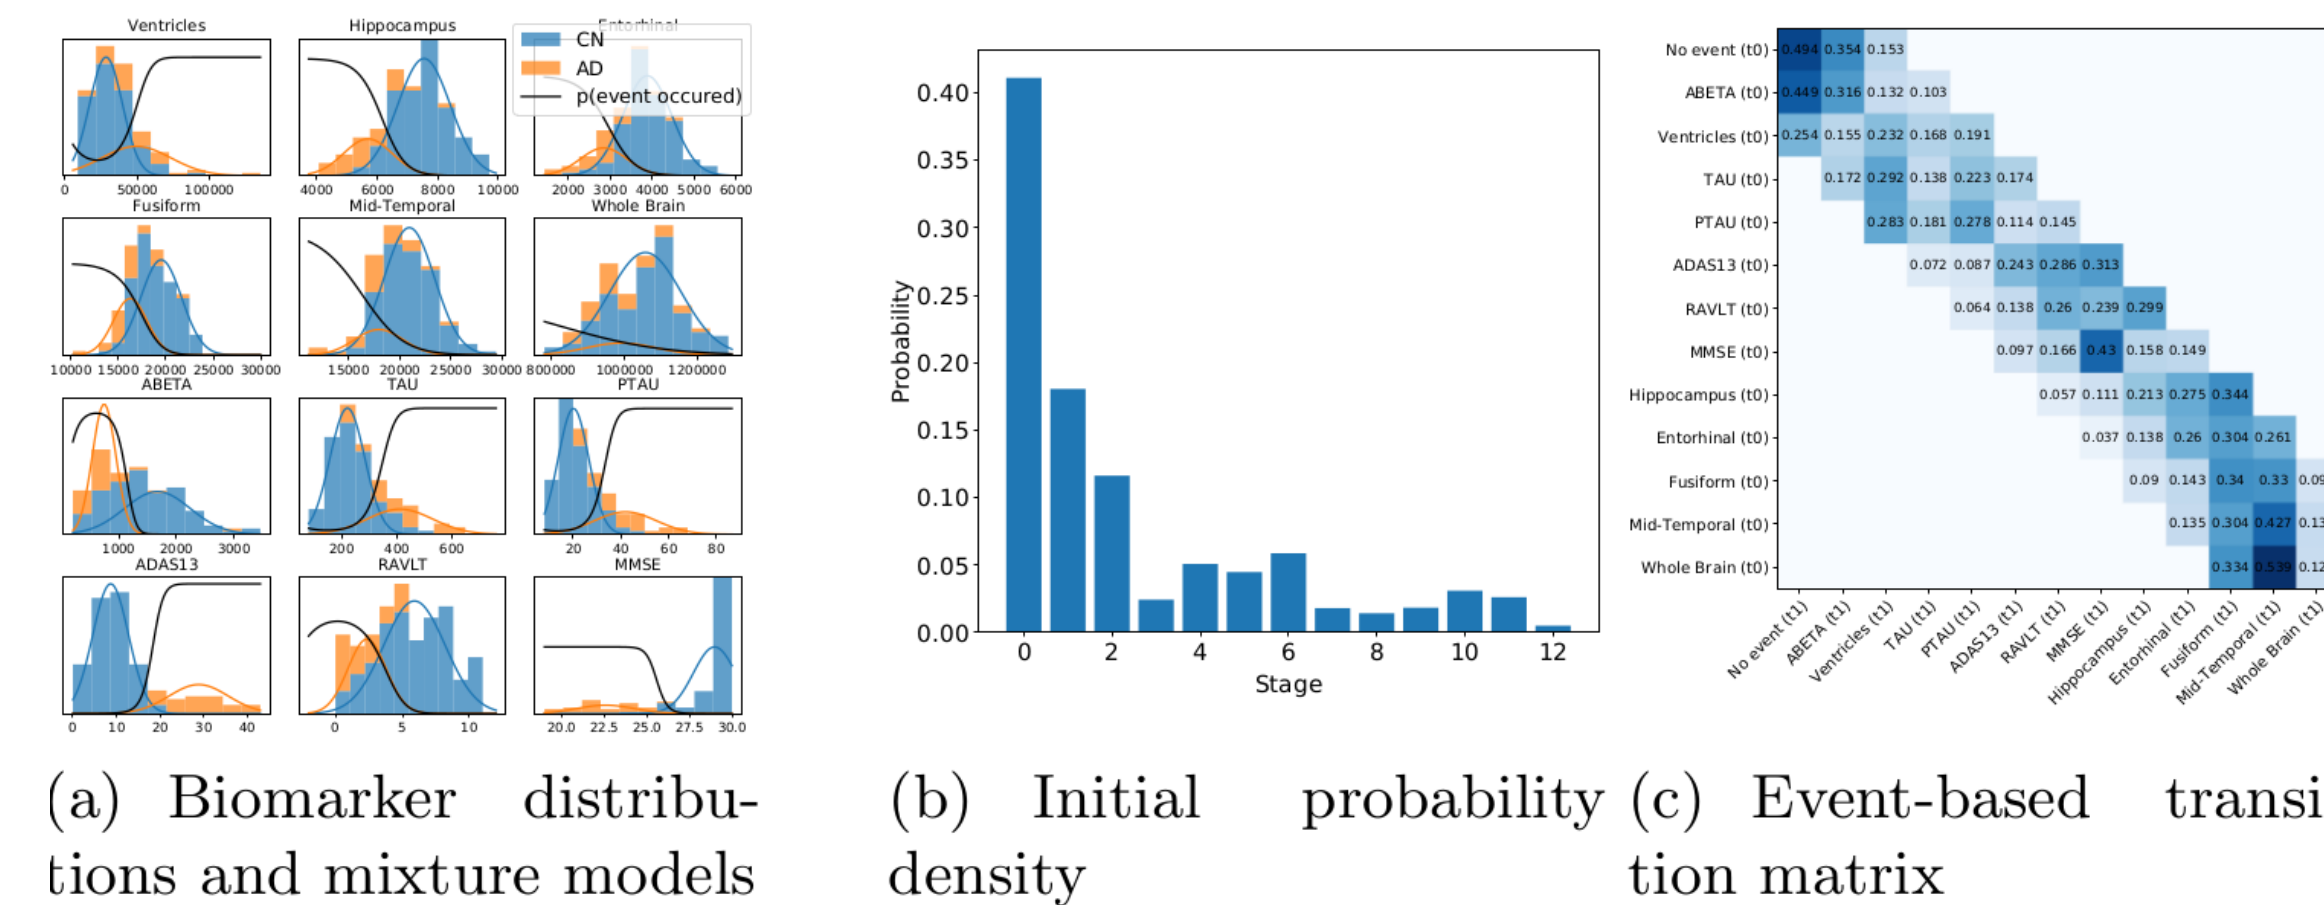 Ventricles
Hippocampus
Entorhinal
CN
AD
p(event occured)
0 50000 100000
4000 6000 8000 10000
2000 3000 4000 5000 6000
Fusiform
Mid-Temporal
Whole Brain
10000 15000 20000 25000 30000
15000 20000 25000 30000
800000 1000000 1200000
ABETA
TAU
PTAU
1000 2000 3000
200 400 600
20 40 60 80
ADAS13
RAVLT
MMSE
0 10 20 30 40
0 5 10
20.0 22.5 25.0 27.5 30.0
(a) Biomarker distribu-
tions and mixture models
Probability
0.40
0.35
0.30
0.25
0.20
0.15
0.10
0.05
0.00
0 2 4 6 8 10 12
Stage
(b) Initial probability
density
No event (t0) 0.494 0.354 0.153
ABETA (t0) 0.449 0.316 0.132 0.103
Ventricles (t0) 0.254 0.155 0.232 0.168 0.191
TAU (t0) 0.172 0.292 0.138 0.223 0.174
PTAU (t0) 0.283 0.181 0.278 0.114 0.145
ADAS13 (t0) 0.072 0.087 0.243 0.286 0.313
RAVLT (t0) 0.064 0.138 0.26 0.239 0.299
MMSE (t0) 0.097 0.166 0.43 0.158 0.149
Hippocampus (t0) 0.057 0.111 0.213 0.275 0.344
Entorhinal (t0) 0.037 0.138 0.26 0.304 0.261
Fusiform (t0) 0.09 0.143 0.34 0.33 0.09
Mid-Temporal (t0) 0.135 0.304 0.427 0.13
Whole Brain (t0) 0.334 0.539 0.12
No event (t1)
ABETA (t1)
Ventricles (t1)
TAU (t1)
PTAU (t1)
ADAS13 (t1)
RAVLT (t1)
MMSE (t1)
Hippocampus (t1)
Entorhinal (t1)
Fusiform (t1)
Mid-Temporal (t1)
Whole Brain (t1)
(c) Event-based transi
tion matrix